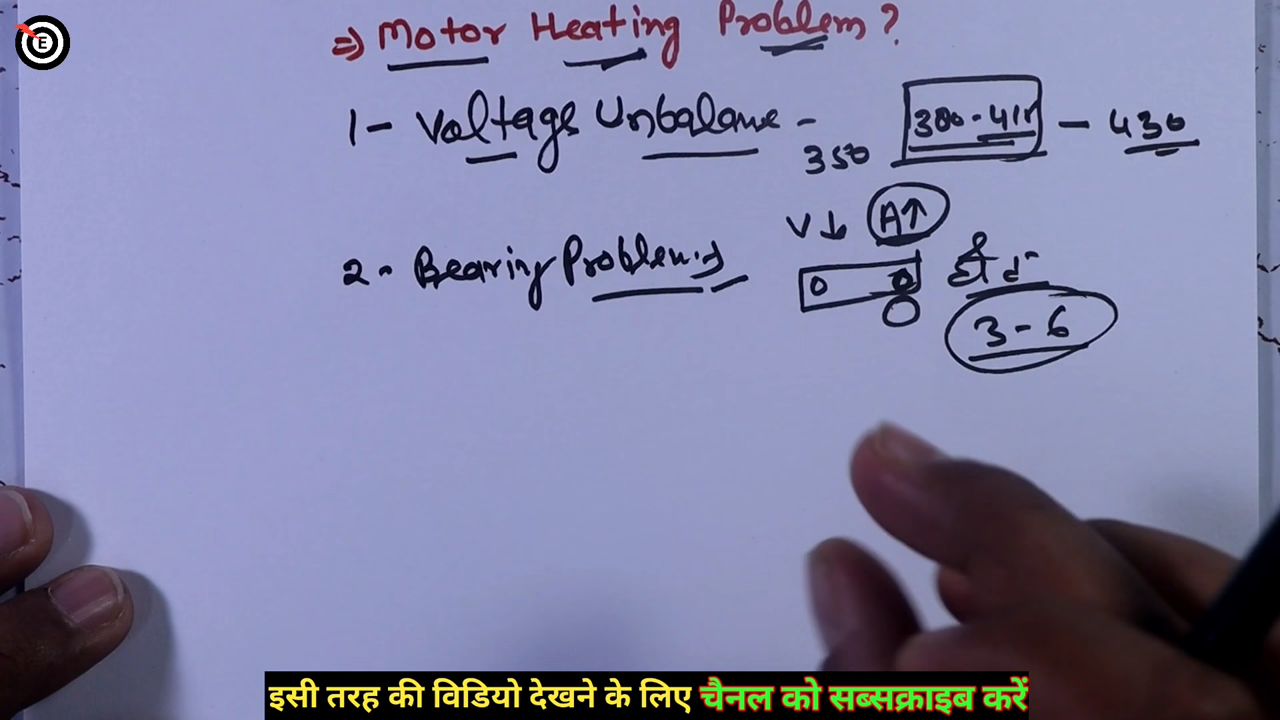 E
⇒ Motor Heating Problem ?
1 - Voltage Unbalance - 350 380 - 415 - 430
V↓ A↑
2 - Bearing Problem
3 - 6
इसी तरह की विडियो देखने के लिए चैनल को सब्सक्राइब करें